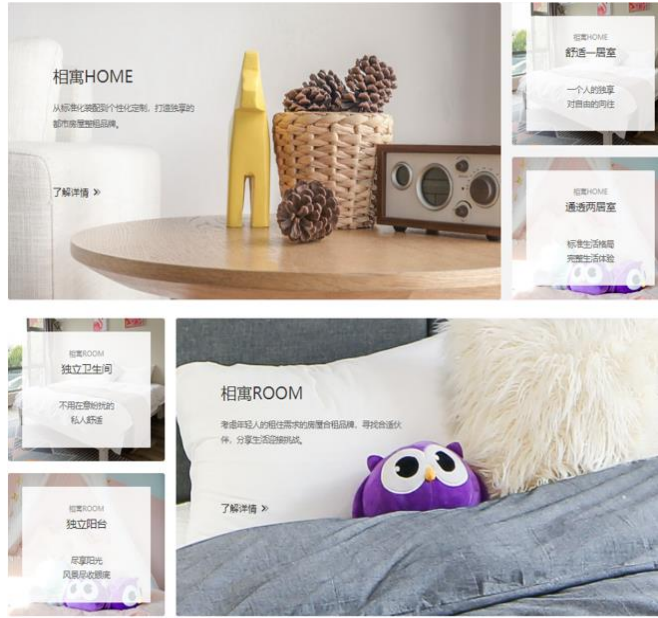 相寓HOME
从标准化装配到个性化定制，打造独享的
都市房屋整租品牌。
了解详情 »
相寓HOME
舒适一居室
一个人的独享
对自由的向往
相寓HOME
通透两居室
标准生活格局
完整生活体验
相寓ROOM
独立卫生间
不用在意纷扰的
私人舒适
相寓ROOM
独立阳台
尽享阳光
风景尽收眼底
相寓ROOM
考虑年轻人的租住需求的房屋合租品牌，寻找合适伙
伴，分享生活迎接挑战。
了解详情 »